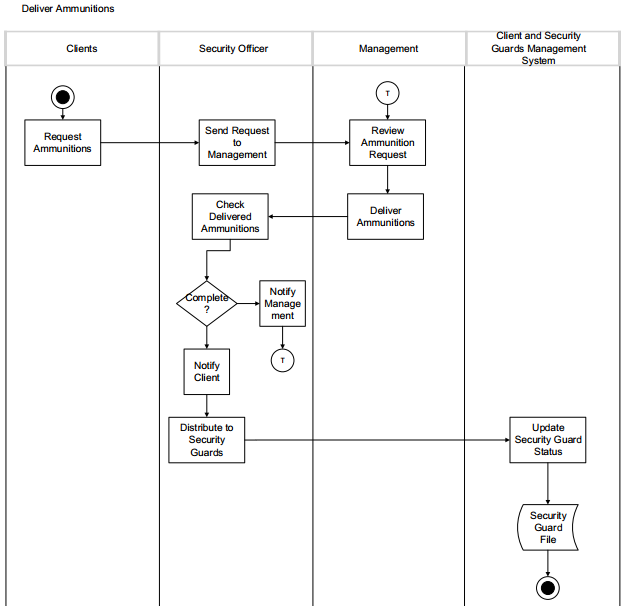 Deliver Ammunitions
Clients
Security Officer
Management
Client and Security
Guards Management
System
T
Request
Ammunitions
Send Request
to
Management
Review
Ammunition
Request
Check
Delivered
Ammunitions
Deliver
Ammunitions
Complete
?
Notify
Manage
ment
T
Notify
Client
Distribute to
Security
Guards
Update
Security Guard
Status
Security
Guard
File